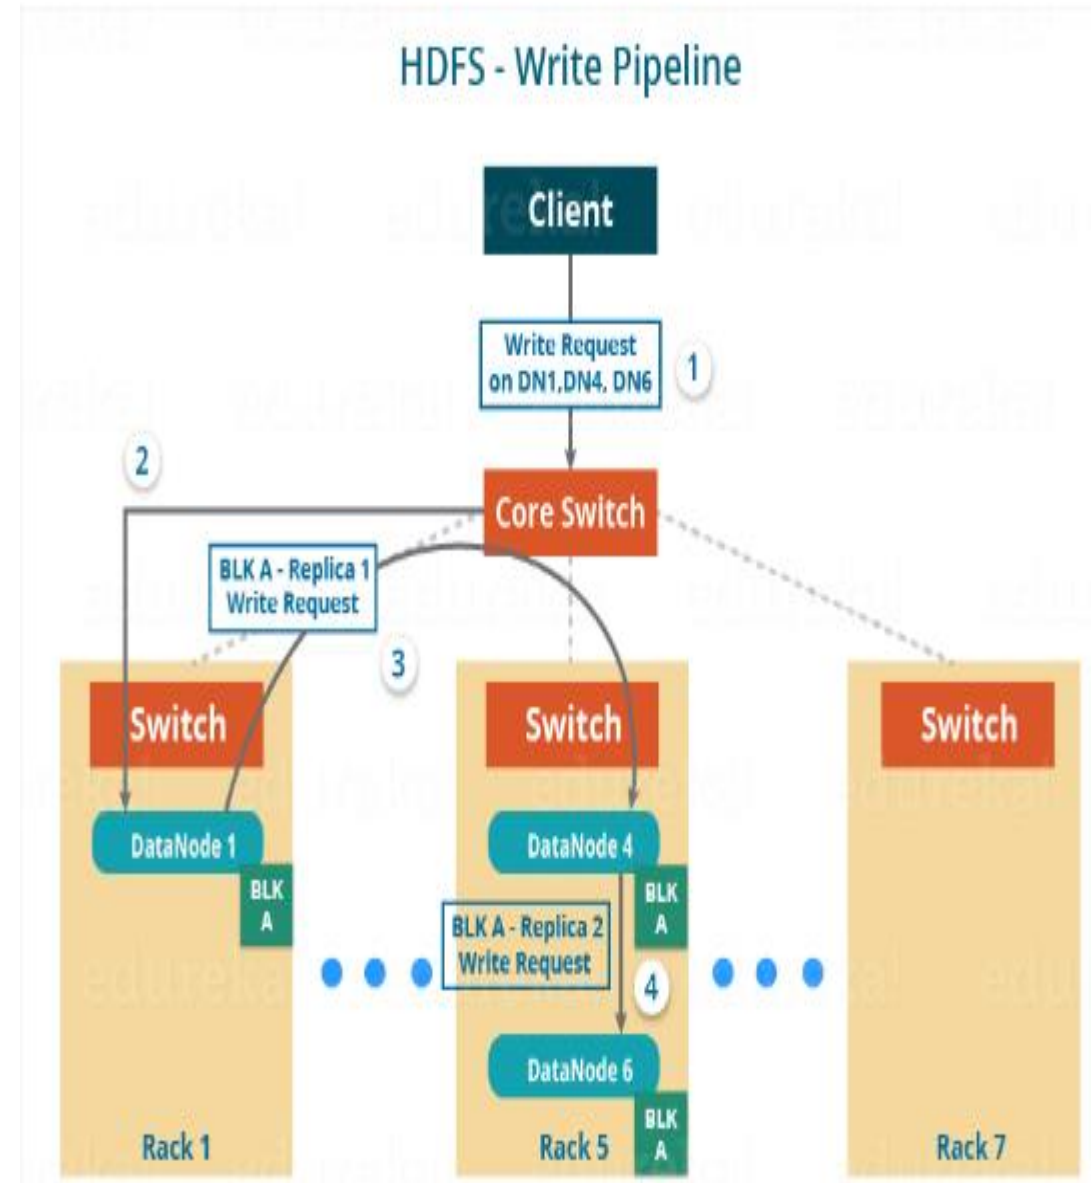 HDFS - Write Pipeline
Client
Write Request
on DN1,DN4, DN6
1
2
Core Switch
BLK A - Replica 1
Write Request
3
Switch
Switch
Switch
DataNode 1
BLK
A
DataNode 4
BLK
A
BLK A - Replica 2
Write Request
4
DataNode 6
BLK
A
Rack 1
Rack 5
Rack 7
edureka!